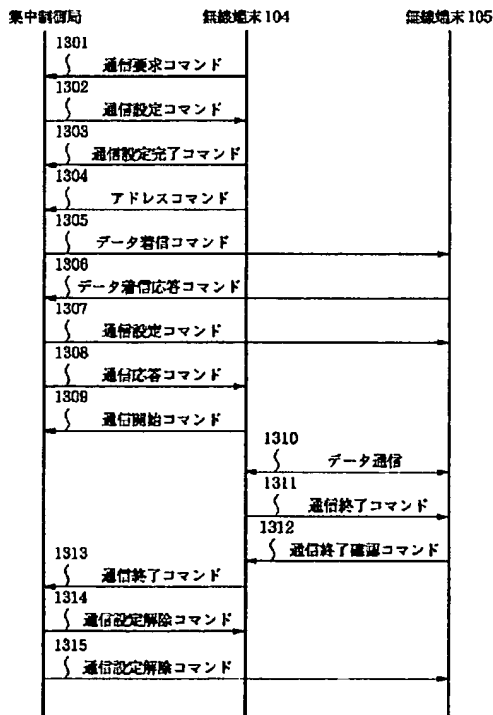 集中制御局 無線端末104 無線端末105
1301
通信要求コマンド
1302
通信設定コマンド
1303
通信設定完了コマンド
1304
アドレスコマンド
1305
データ着信コマンド
1306
データ着信応答コマンド
1307
通信設定コマンド
1308
通信応答コマンド
1309
通信開始コマンド
1310
データ通信
1311
通信終了コマンド
1312
通信終了確認コマンド
1313
通信終了コマンド
1314
通信設定解除コマンド
1315
通信設定解除コマンド